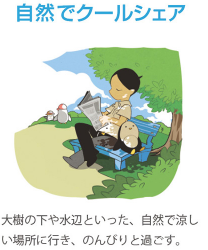 自然でクールシェア
大樹の下や水辺といった、自然で涼し
い場所に行き、のんびりと過ごす。